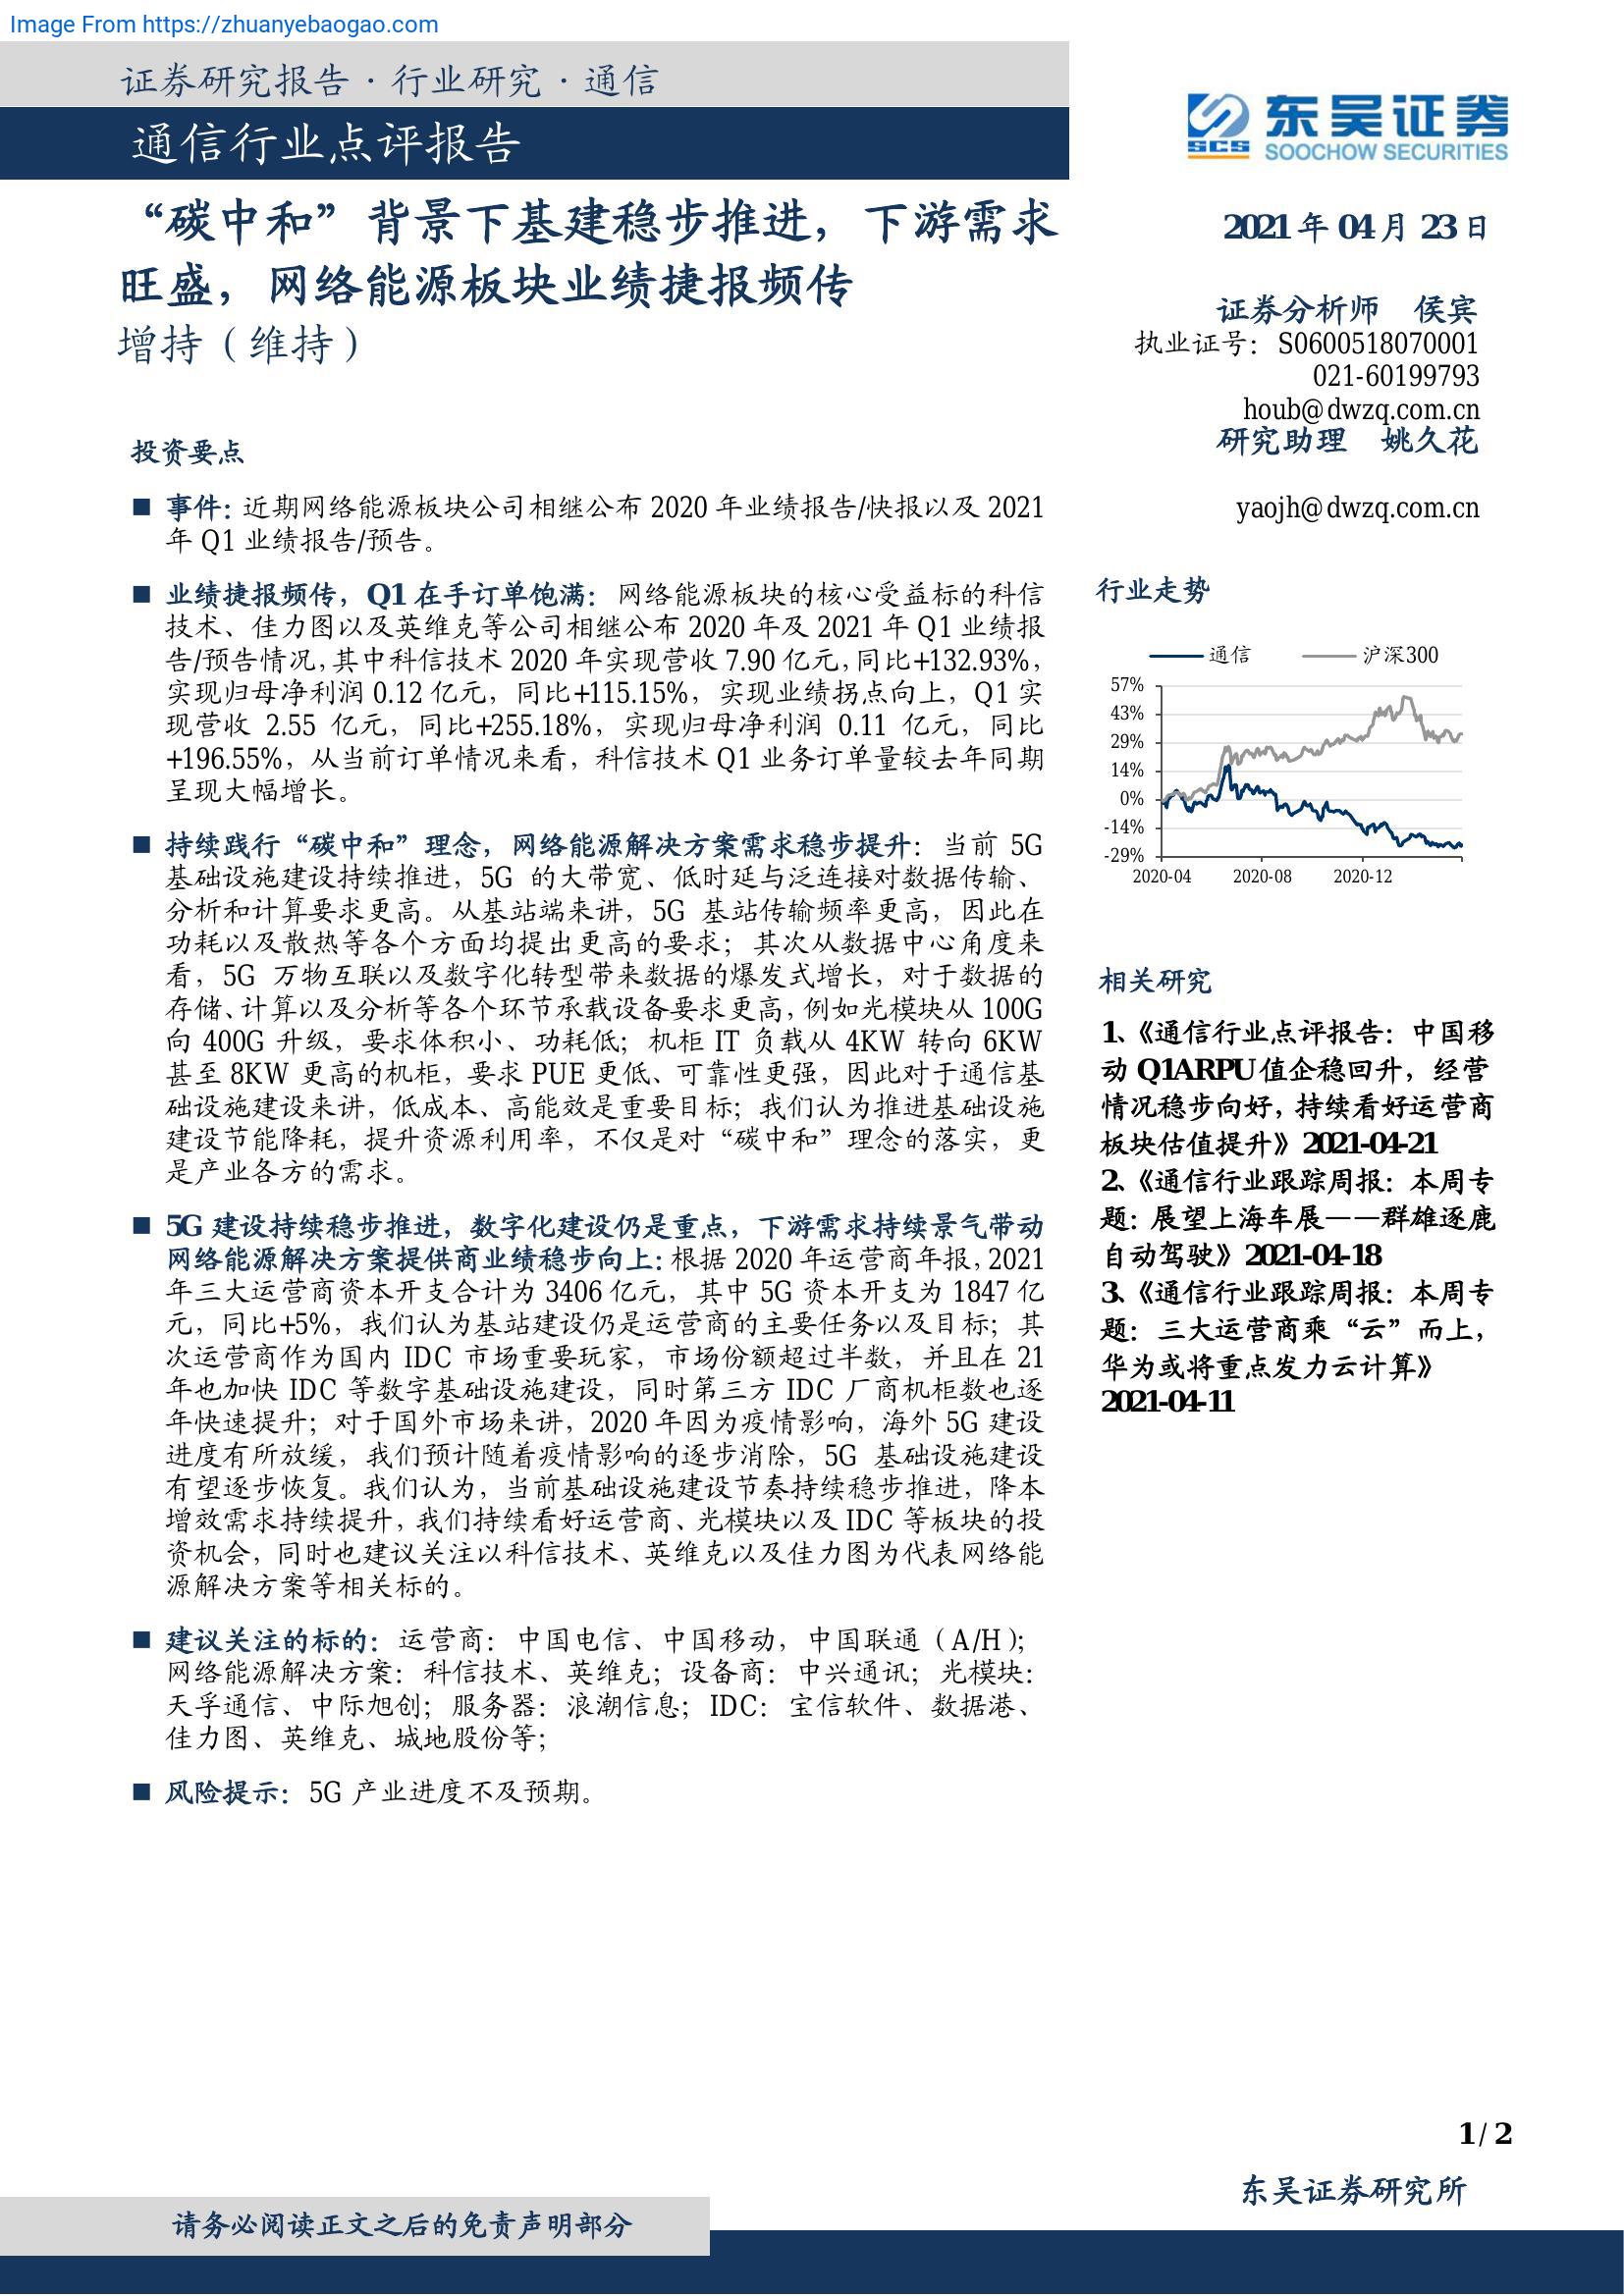 Image From https://zhuanyebaogao.com
证券研究报告·行业研究·通信
通信行业点评报告
“碳中和”背景下基建稳步推进，下游需求
旺盛，网络能源板块业绩捷报频传
增持（维持）
投资要点
■ 事件：近期网络能源板块公司相继公布 2020 年业绩报告/快报以及 2021
年 Q1 业绩报告/预告。
■ 业绩捷报频传，Q1 在手订单饱满：网络能源板块的核心受益标的科信
技术、佳力图以及英维克等公司相继公布 2020 年及 2021 年 Q1 业绩报
告/预告情况，其中科信技术 2020 年实现营收 7.90 亿元，同比+132.93%，
实现归母净利润 0.12 亿元，同比+115.15%，实现业绩拐点向上，Q1 实
现营收 2.55 亿元，同比+255.18%，实现归母净利润 0.11 亿元，同比
+196.55%，从当前订单情况来看，科信技术 Q1 业务订单量较去年同期
呈现大幅增长。
■ 持续践行“碳中和”理念，网络能源解决方案需求稳步提升：当前 5G
基础设施建设持续推进，5G 的大带宽、低时延与泛连接对数据传输、
分析和计算要求更高。从基站端来讲，5G 基站传输频率更高，因此在
功耗以及散热等各个方面均提出更高的要求；其次从数据中心角度来
看，5G 万物互联以及数字化转型带来数据的爆发式增长，对于数据的
存储、计算以及分析等各个环节承载设备要求更高，例如光模块从 100G
向 400G 升级，要求体积小、功耗低；机柜 IT 负载从 4KW 转向 6KW
甚至 8KW 更高的机柜，要求 PUE 更低、可靠性更强，因此对于通信基
础设施建设来讲，低成本、高能效是重要目标；我们认为推进基础设施
建设节能降耗，提升资源利用率，不仅是对“碳中和”理念的落实，更
是产业各方的需求。
■ 5G 建设持续稳步推进，数字化建设仍是重点，下游需求持续景气带动
网络能源解决方案提供商业绩稳步向上：根据 2020 年运营商年报，2021
年三大运营商资本开支合计为 3406 亿元，其中 5G 资本开支为 1847 亿
元，同比+5%，我们认为基站建设仍是运营商的主要任务以及目标；其
次运营商作为国内 IDC 市场重要玩家，市场份额超过半数，并且在 21
年也加快 IDC 等数字基础设施建设，同时第三方 IDC 厂商机柜数也逐
年快速提升；对于国外市场来讲，2020 年因为疫情影响，海外 5G 建设
进度有所放缓，我们预计随着疫情影响的逐步消除，5G 基础设施建设
有望逐步恢复。我们认为，当前基础设施建设节奏持续稳步推进，降本
增效需求持续提升，我们持续看好运营商、光模块以及 IDC 等板块的投
资机会，同时也建议关注以科信技术、英维克以及佳力图为代表网络能
源解决方案等相关标的。
■ 建议关注的标的：运营商：中国电信、中国移动，中国联通（A/H）；
网络能源解决方案：科信技术、英维克；设备商：中兴通讯；光模块：
天孚通信、中际旭创；服务器：浪潮信息；IDC：宝信软件、数据港、
佳力图、英维克、城地股份等；
■ 风险提示：5G 产业进度不及预期。
东吴证券
SCS
SOOCHOW SECURITIES
2021 年 04 月 23 日
证券分析师 侯宾
执业证号：S0600518070001
021-60199793
houb@dwzq.com.cn
研究助理 姚久花
yaojh@dwzq.com.cn
行业走势
通信 沪深300
57%
43%
29%
14%
0%
-14%
-29%
2020-04 2020-08 2020-12
相关研究
1、《通信行业点评报告：中国移
动 Q1ARPU值企稳回升，经营
情况稳步向好，持续看好运营商
板块估值提升》2021-04-21
2、《通信行业跟踪周报：本周专
题：展望上海车展——群雄逐鹿
自动驾驶》2021-04-18
3、《通信行业跟踪周报：本周专
题：三大运营商乘“云”而上，
华为或将重点发力云计算》
2021-04-11
1 / 2
东吴证券研究所
请务必阅读正文之后的免责声明部分